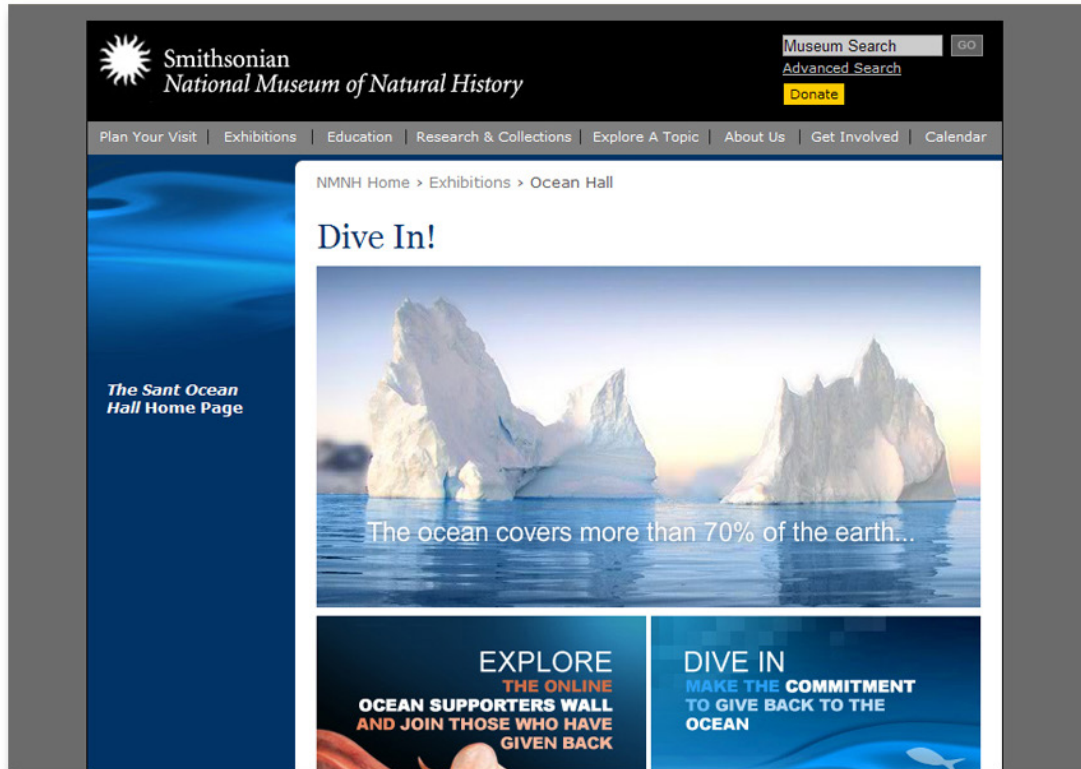 Smithsonian
National Museum of Natural History
Museum Search
GO
Advanced Search
Donate
Plan Your Visit | Exhibitions | Education | Research & Collections | Explore A Topic | About Us | Get Involved | Calendar
NMNH Home > Exhibitions > Ocean Hall
Dive In!
The Sant Ocean
Hall Home Page
The ocean covers more than 70% of the earth...
EXPLORE
THE ONLINE
OCEAN SUPPORTERS WALL
AND JOIN THOSE WHO HAVE
GIVEN BACK
DIVE IN
MAKE THE COMMITMENT
TO GIVE BACK TO THE
OCEAN